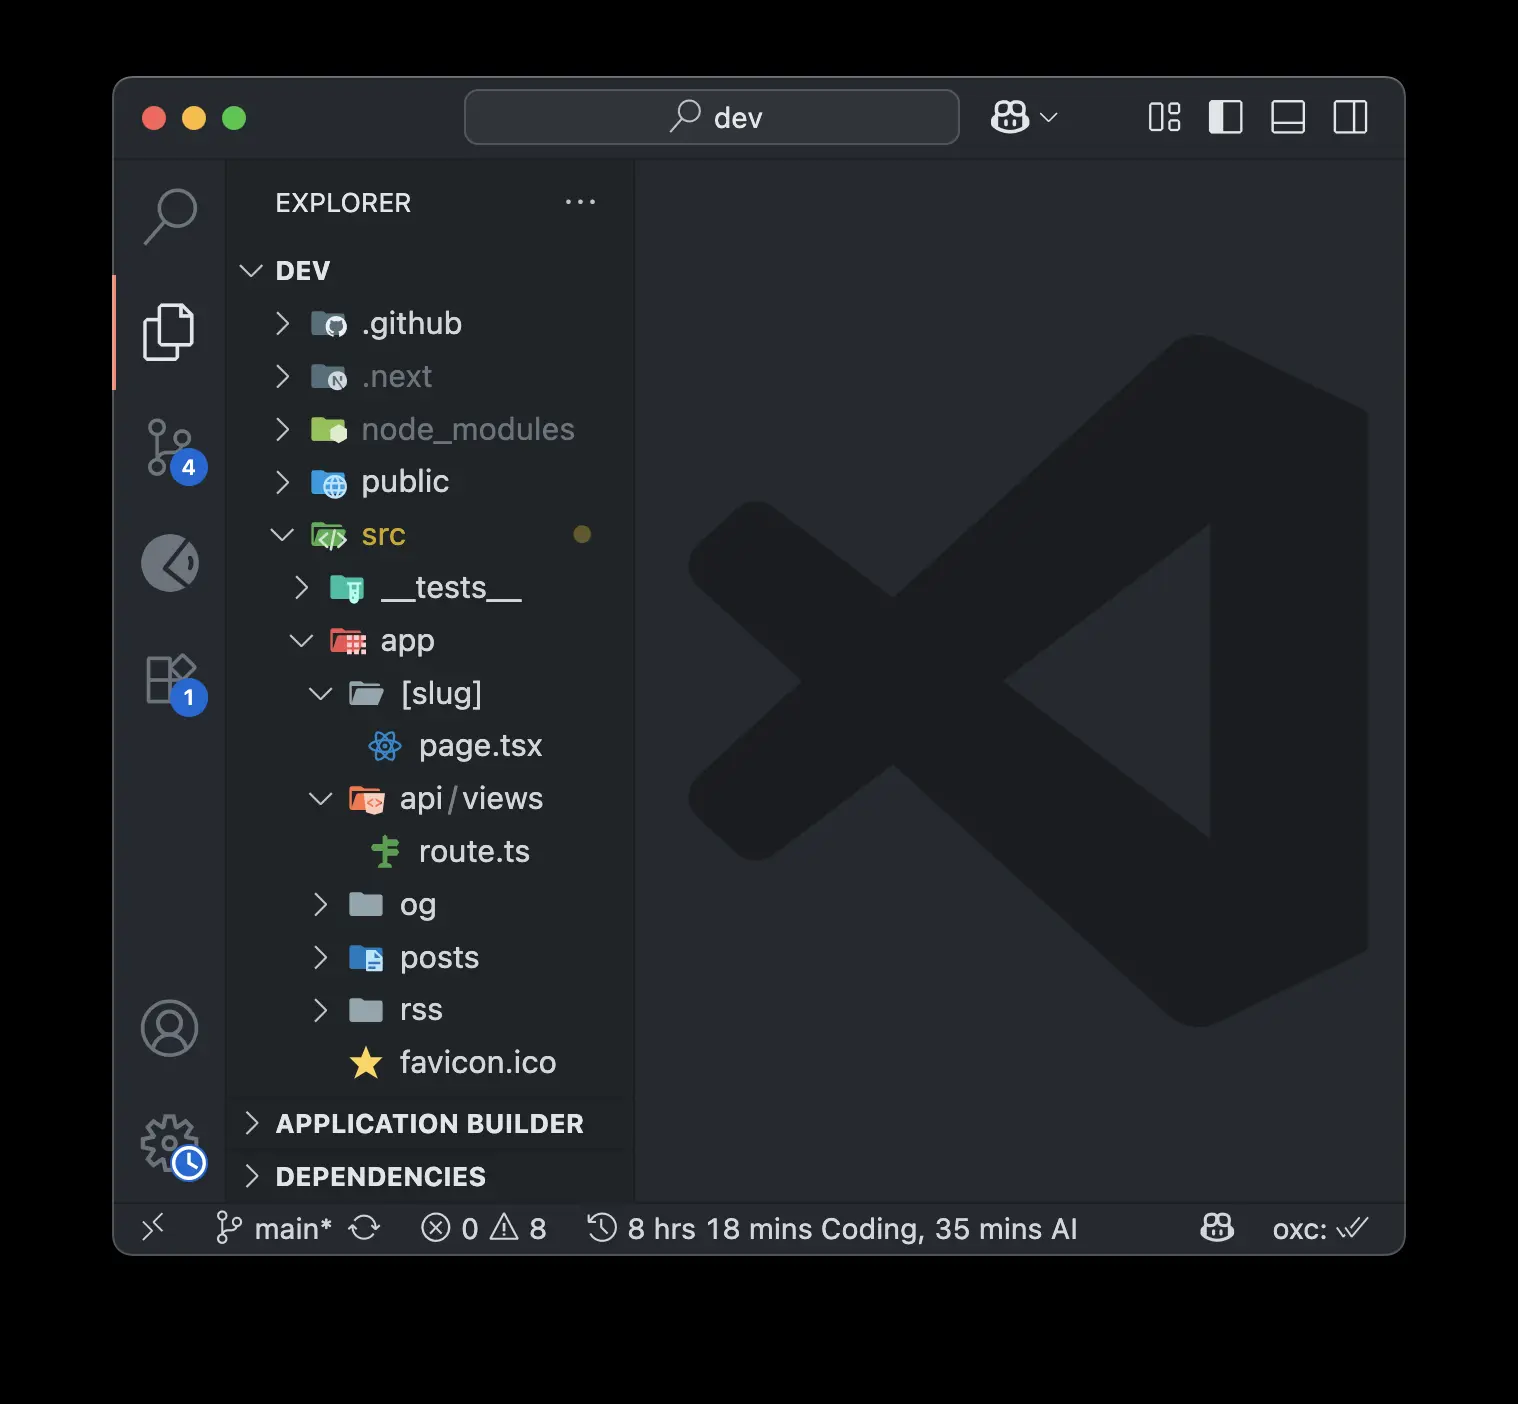 dev
EXPLORER
DEV
.github
.next
node_modules
public
src
__tests__
app
[slug]
page.tsx
api/views
route.ts
og
posts
rss
favicon.ico
APPLICATION BUILDER
DEPENDENCIES
4
1
main* 0 8 8 hrs 18 mins Coding, 35 mins AI oxc: